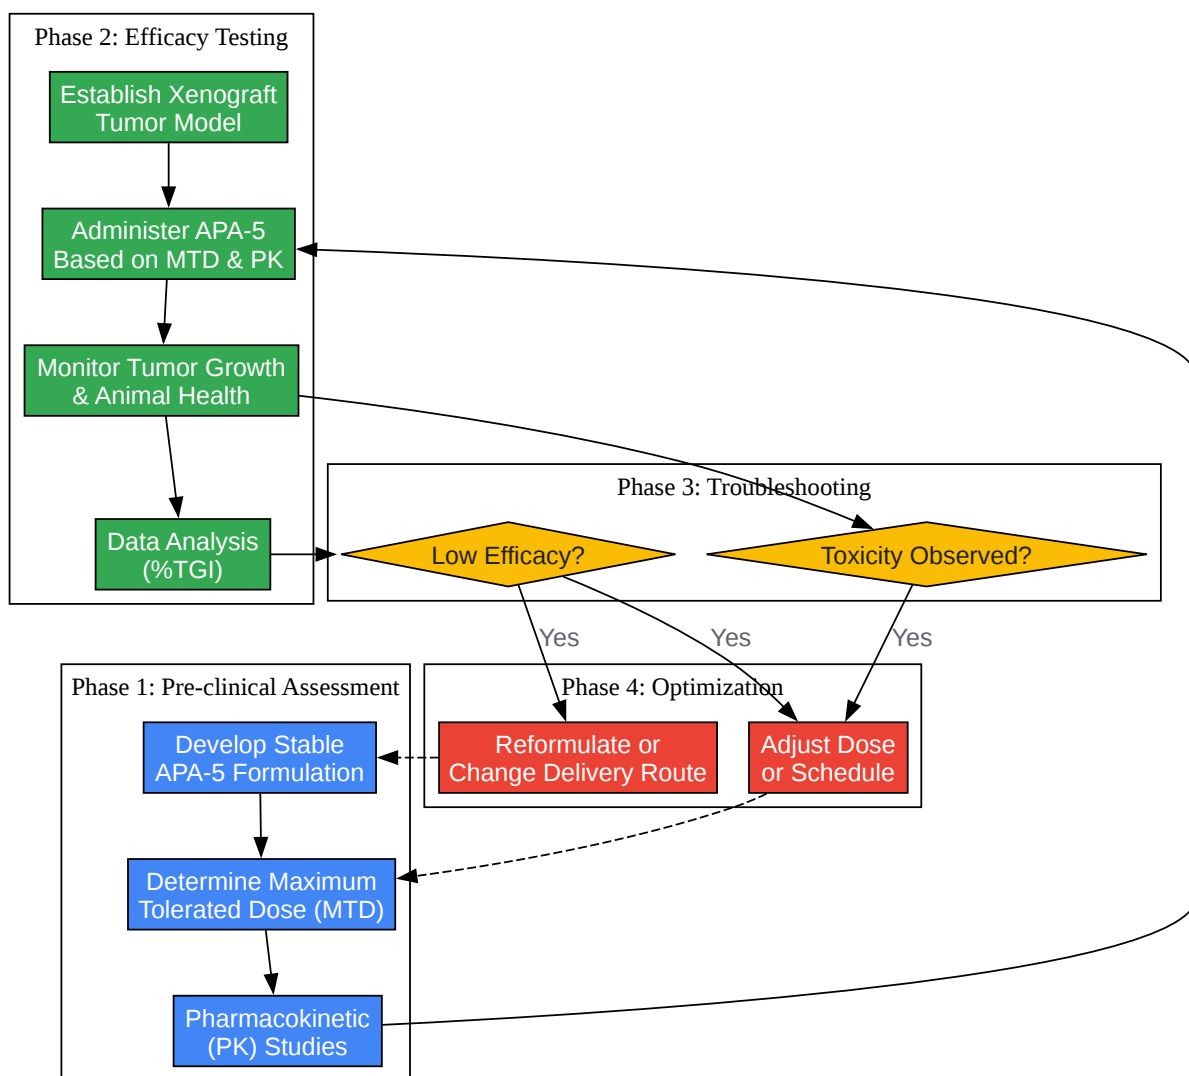 Phase 2: Efficacy Testing
Establish Xenograft
Tumor Model
Administer APA-5
Based on MTD & PK
Monitor Tumor Growth
& Animal Health
Data Analysis
(%TGI)
Phase 3: Troubleshooting
Low Efficacy?
Toxicity Observed?
Yes
Yes
Yes
Phase 1: Pre-clinical Assessment
Develop Stable
APA-5 Formulation
Determine Maximum
Tolerated Dose (MTD)
Pharmacokinetic
(PK) Studies
Phase 4: Optimization
Reformulate or
Change Delivery Route
Adjust Dose
or Schedule